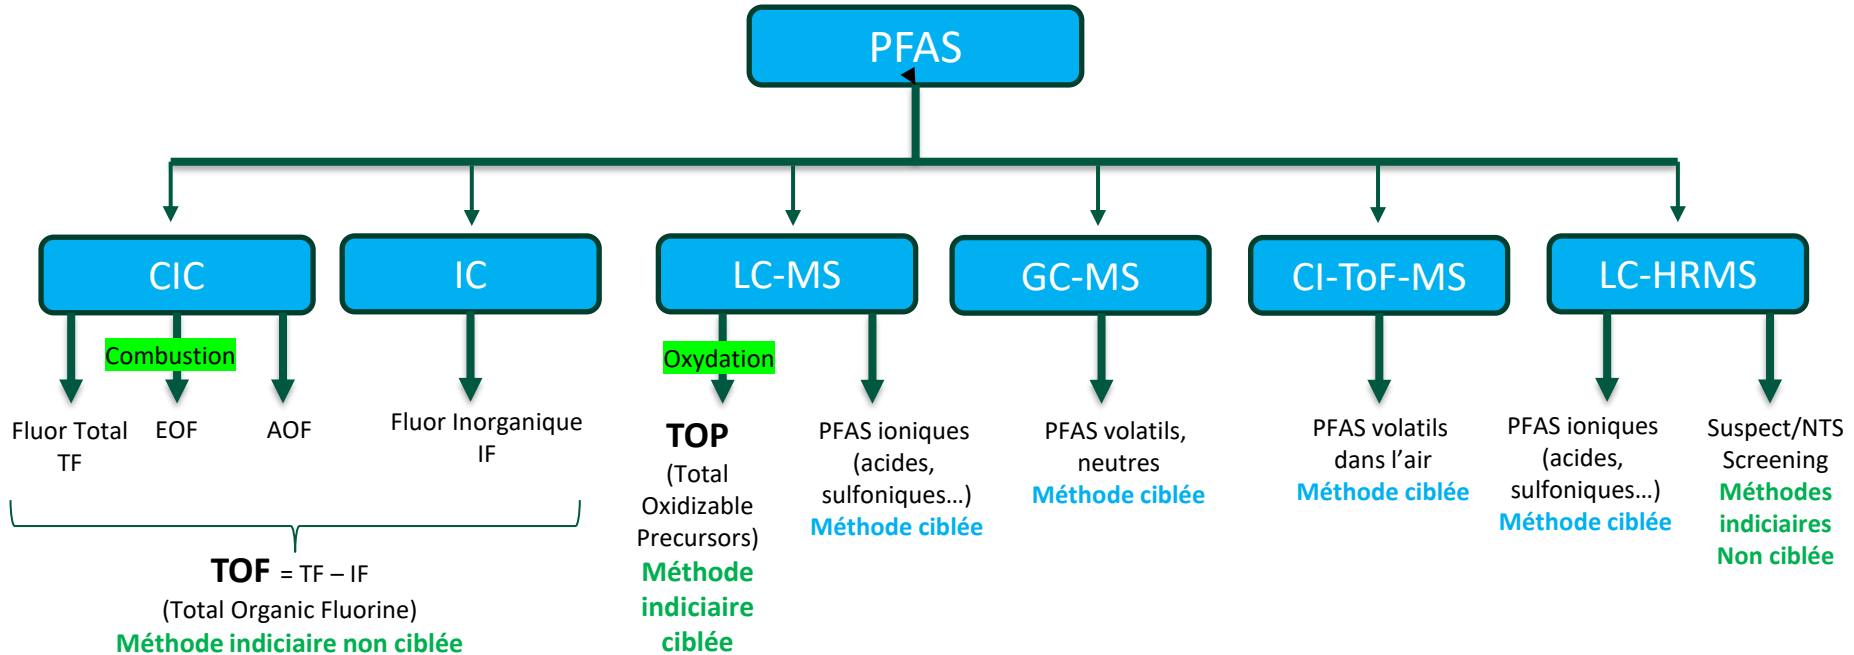 PFAS
CIC
IC
LC-MS
GC-MS
CI-ToF-MS
LC-HRMS
Combustion
Oxydation
Fluor Total
TF
EOF
AOF
Fluor Inorganique
IF
TOF = TF – IF
(Total Organic Fluorine)
Méthode indiciaire non ciblée
TOP
(Total
Oxidizable
Precursors)
Méthode
indiciaire
ciblée
PFAS ioniques
(acides,
sulfoniques…)
Méthode ciblée
PFAS volatils,
neutres
Méthode ciblée
PFAS volatils
dans l’air
Méthode ciblée
PFAS ioniques
(acides,
sulfoniques…)
Méthode ciblée
Suspect/NTS
Screening
Méthodes
indiciaires
Non ciblée